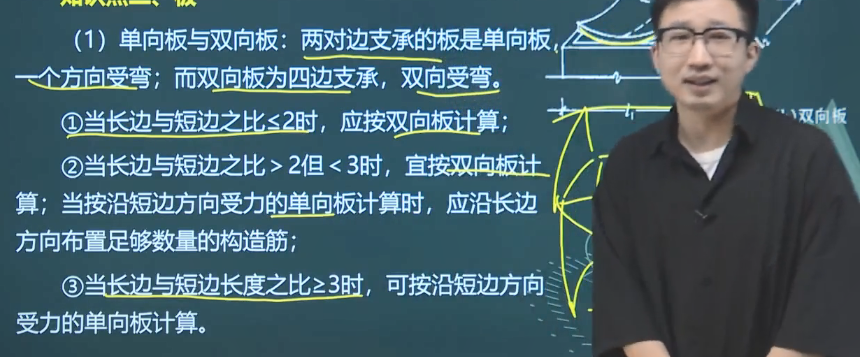 知识点二、板
（1）单向板与双向板：两对边支承的板是单向板，
一个方向受弯；而双向板为四边支承，双向受弯。
①当长边与短边之比≤2时，应按双向板计算；
②当长边与短边之比＞2但＜3时，宜按双向板计
算；当按沿短边方向受力的单向板计算时，应沿长边
方向布置足够数量的构造筋；
③当长边与短边长度之比≥3时，可按沿短边方向
受力的单向板计算。
)双向板